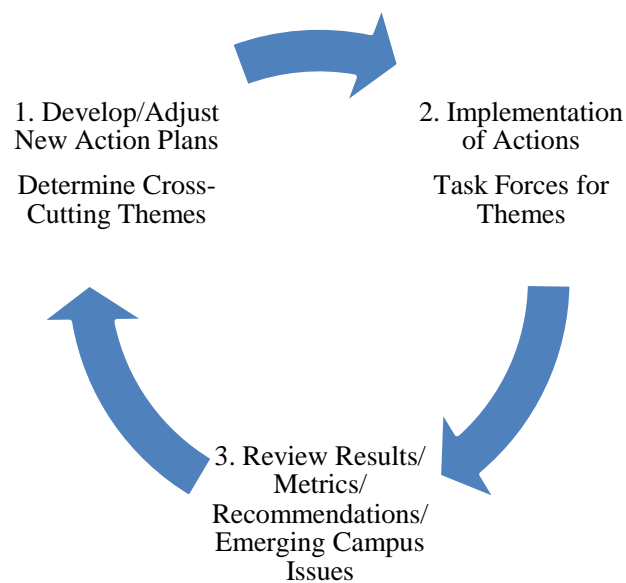 1. Develop/Adjust
New Action Plans
Determine Cross-
Cutting Themes
2. Implementation
of Actions
Task Forces for
Themes
3. Review Results/
Metrics/
Recommendations/
Emerging Campus
Issues